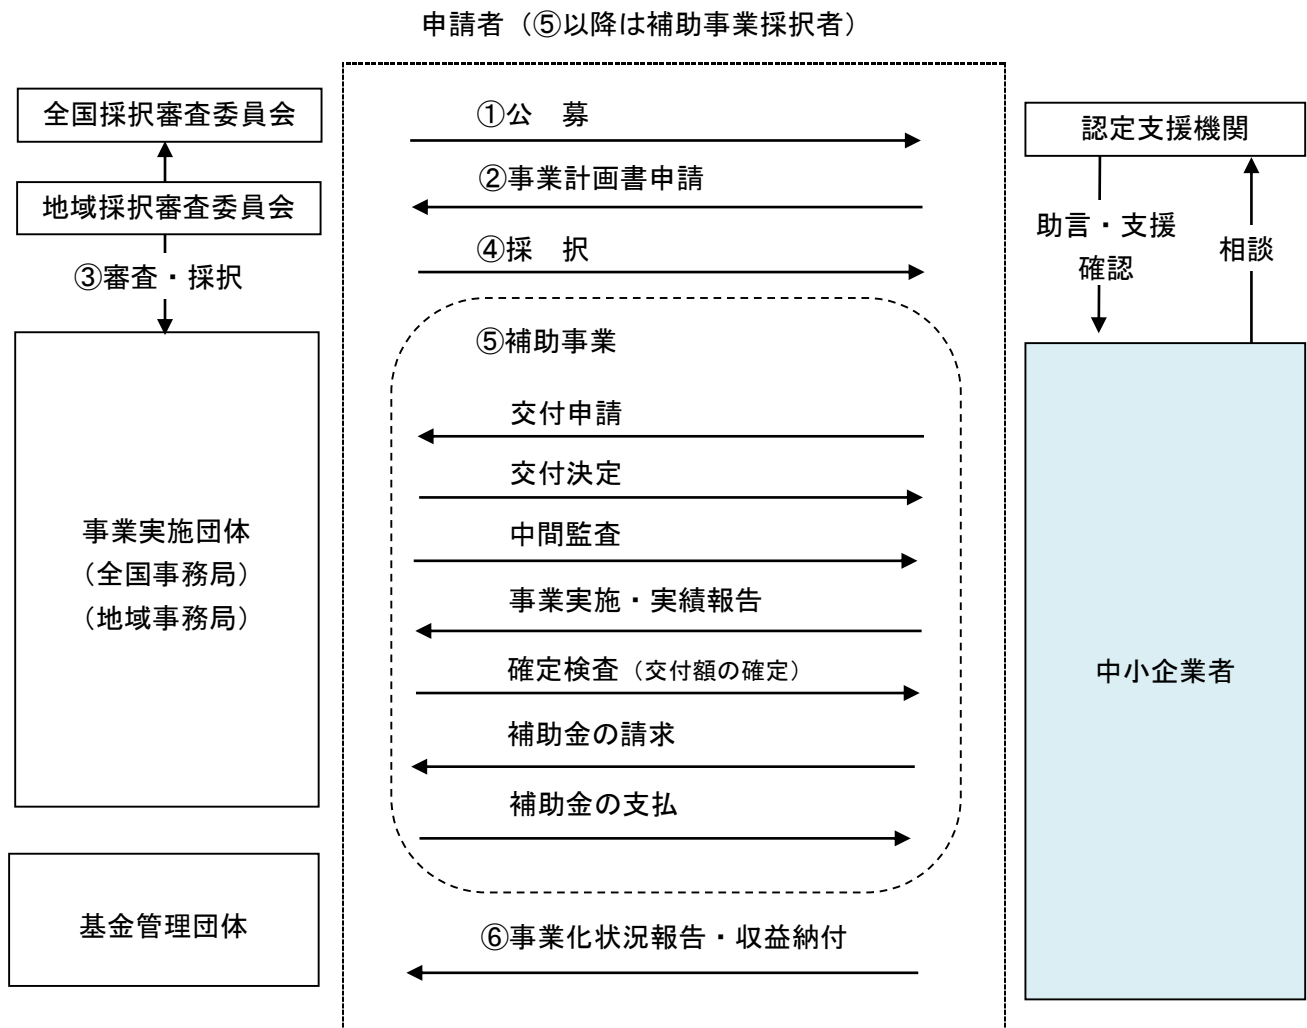 申請者（⑤以降は補助事業採択者）
全国採択審査委員会
地域採択審査委員会
③審査・採択
事業実施団体
（全国事務局）
（地域事務局）
基金管理団体
①公　募
②事業計画書申請
④採　択
⑤補助事業
交付申請
交付決定
中間監査
事業実施・実績報告
確定検査（交付額の確定）
補助金の請求
補助金の支払
⑥事業化状況報告・収益納付
認定支援機関
助言・支援
確認
相談
中小企業者